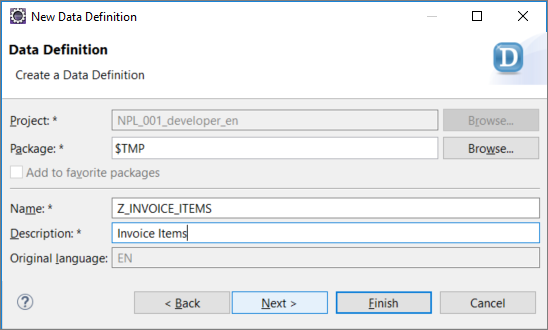 New Data Definition
Data Definition
Create a Data Definition
D
Project: * NPL_001_developer_en Browse...
Package: * $TMP Browse...
Add to favorite packages
Name: * Z_INVOICE_ITEMS
Description: * Invoice Items
Original language: EN
? < Back Next > Finish Cancel